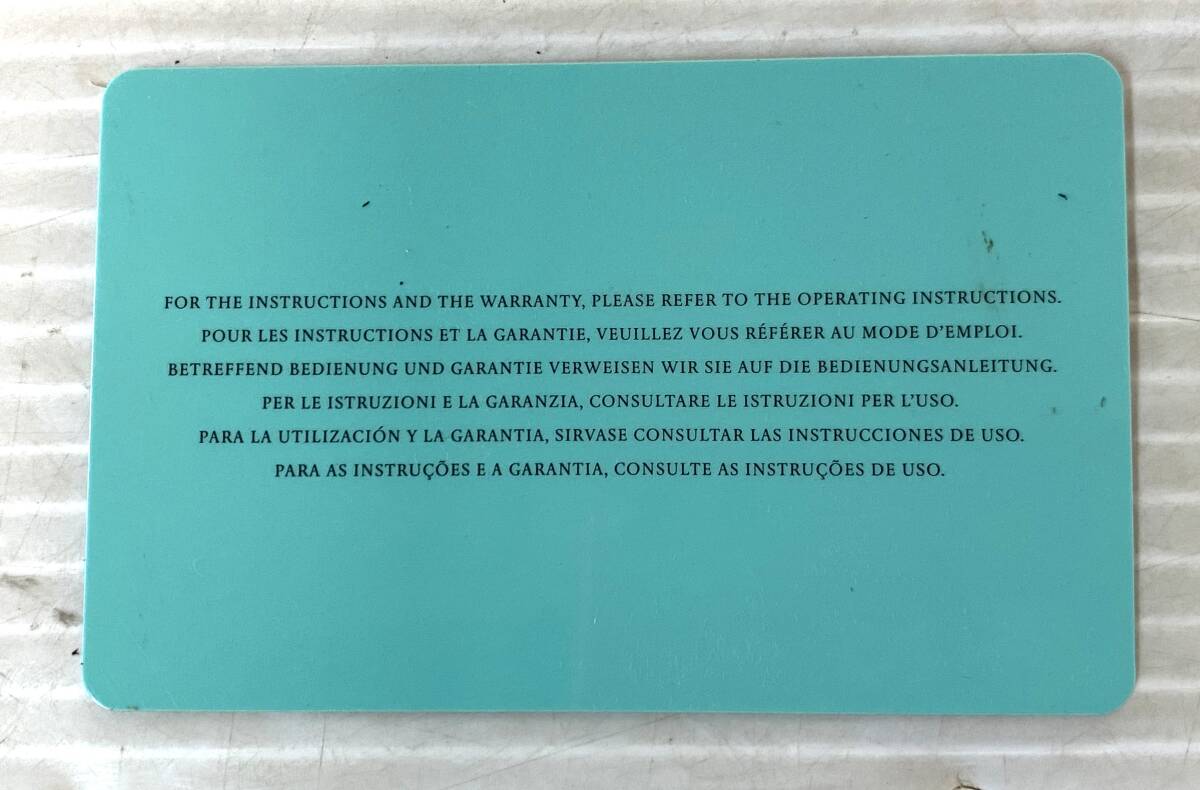 FOR THE INSTRUCTIONS AND THE WARRANTY, PLEASE REFER TO THE OPERATING INSTRUCTIONS.
POUR LES INSTRUCTIONS ET LA GARANTIE, VEUILLEZ VOUS RÉFÉRER AU MODE D'EMPLOI.
BETREFFEND BEDIENUNG UND GARANTIE VERWEISEN WIR SIE AUF DIE BEDIENUNGSANLEITUNG.
PER LE ISTRUZIONI E LA GARANZIA, CONSULTARE LE ISTRUZIONI PER L'USO.
PARA LA UTILIZACIÓN Y LA GARANTIA, SIRVASE CONSULTAR LAS INSTRUCCIONES DE USO.
PARA AS INSTRUÇÕES E A GARANTIA, CONSULTE AS INSTRUÇÕES DE USO.